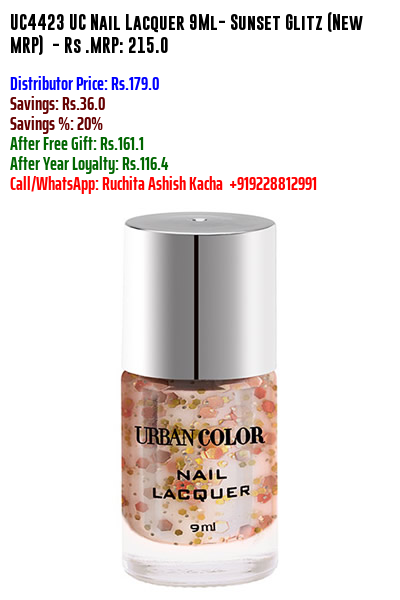 UC4423 UC Nail Lacquer 9Ml- Sunset Glitz (New
MRP) - Rs .MRP: 215.0
Distributor Price: Rs.179.0
Savings: Rs.36.0
Savings %: 20%
After Free Gift: Rs.161.1
After Year Loyalty: Rs.116.4
Call/WhatsApp: Ruchita Ashish Kacha +919228812991
URBAN COLOR
NAIL
LACQUER
9ml